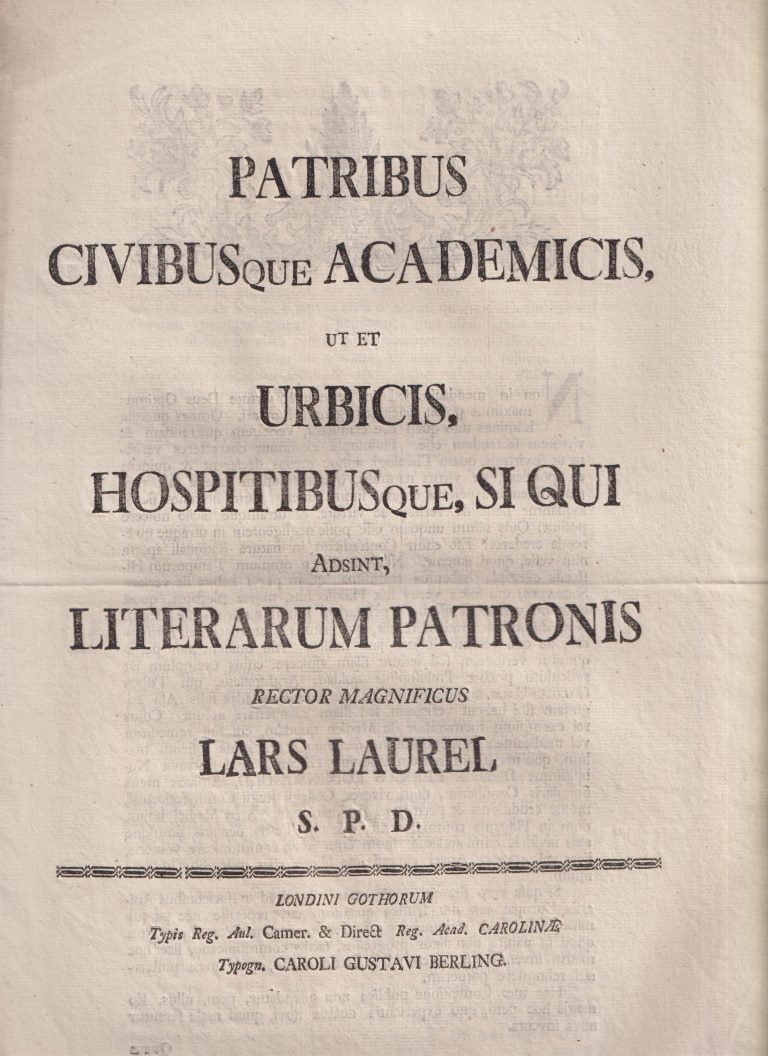 PATRIBUS
CIVIBUSQUE ACADEMICIS,
UT ET
URBICIS,
HOSPITIBUSQUE, SI QUI
ADSINT,
LITERARUM PATRONIS
RECTOR MAGNIFICUS
LARS LAUREL
S. P. D.
LONDINI GOTHORUM
Typis Reg. Aul. Camer. & Direct Reg. Acad. CAROLINÆ
Typogn. CAROLI GUSTAVI BERLING.